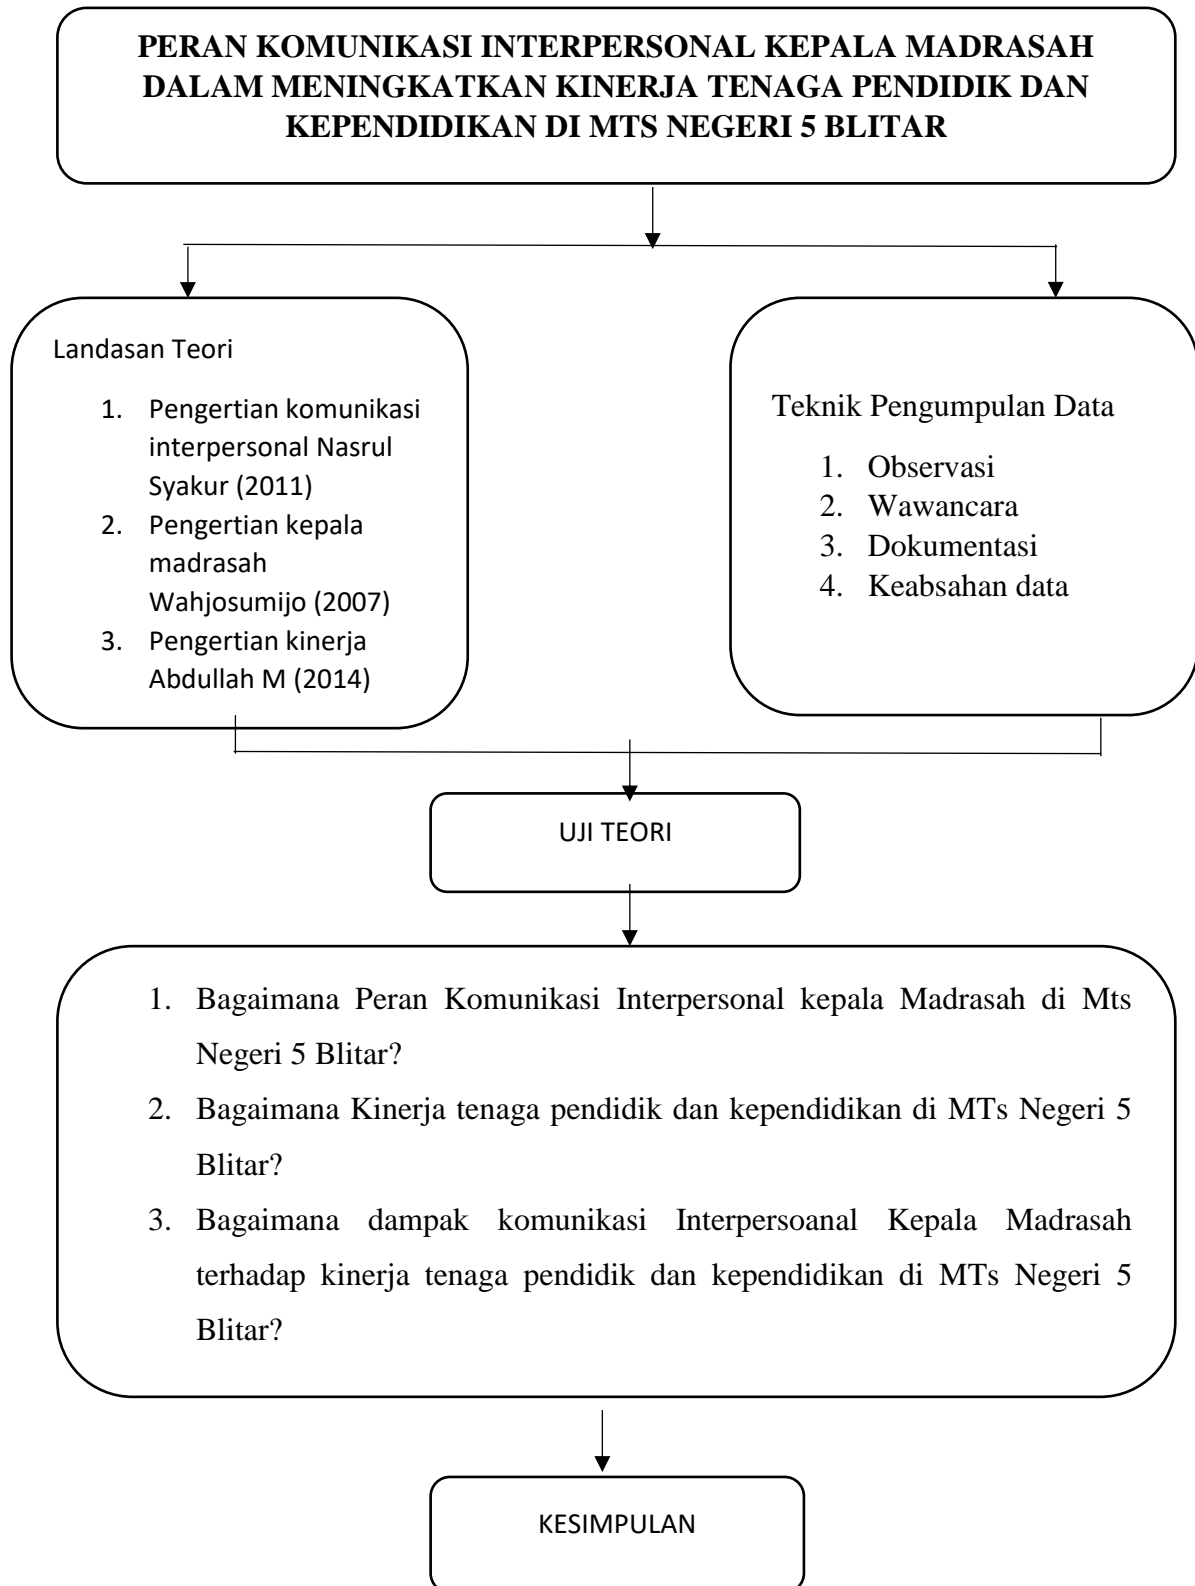 PERAN KOMUNIKASI INTERPERSONAL KEPALA MADRASAH
DALAM MENINGKATKAN KINERJA TENAGA PENDIDIK DAN
KEPENDIDIKAN DI MTS NEGERI 5 BLITAR
Landasan Teori
1. Pengertian komunikasi
interpersonal Nasrul
Syakur (2011)
2. Pengertian kepala
madrasah
Wahjosumijo (2007)
3. Pengertian kinerja
Abdullah M (2014)
Teknik Pengumpulan Data
1. Observasi
2. Wawancara
3. Dokumentasi
4. Keabsahan data
UJI TEORI
1. Bagaimana Peran Komunikasi Interpersonal kepala Madrasah di Mts
Negeri 5 Blitar?
2. Bagaimana Kinerja tenaga pendidik dan kependidikan di MTs Negeri 5
Blitar?
3. Bagaimana dampak komunikasi Interpersoanal Kepala Madrasah
terhadap kinerja tenaga pendidik dan kependidikan di MTs Negeri 5
Blitar?
KESIMPULAN